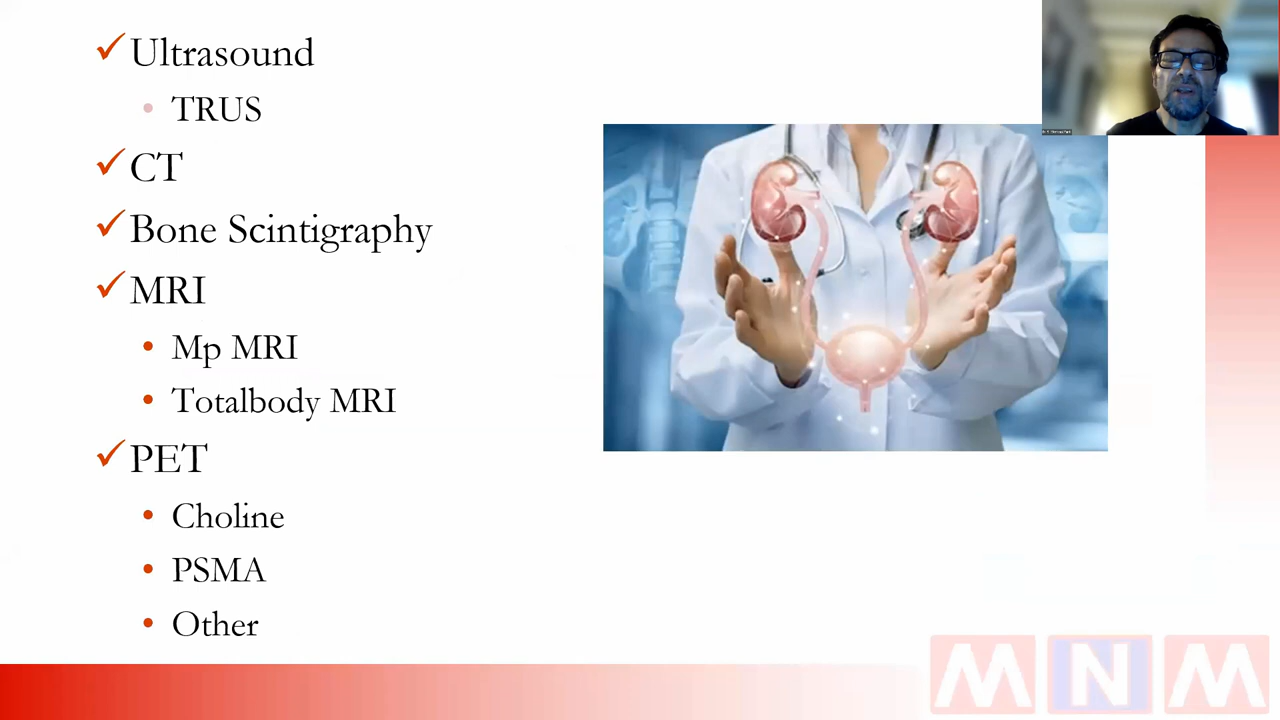 Ultrasound
TRUS
CT
Bone Scintigraphy
MRI
Mp MRI
Totalbody MRI
PET
Choline
PSMA
Other
MNM